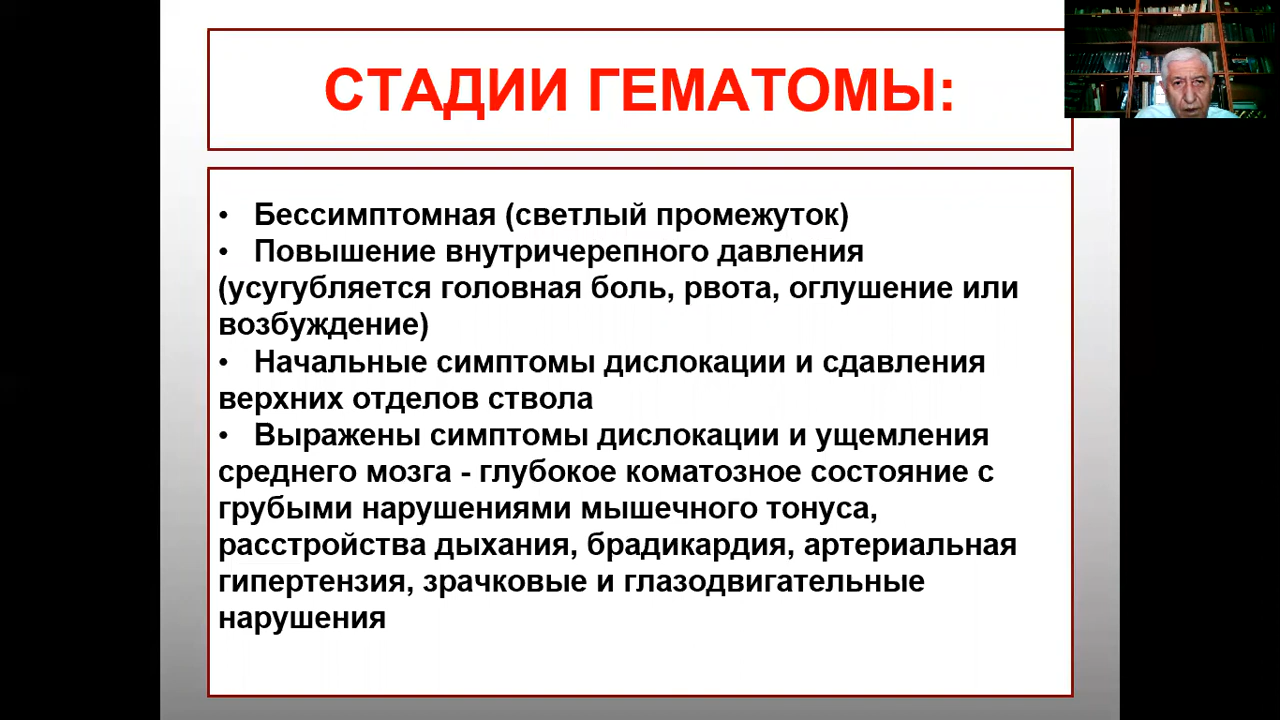 СТАДИИ ГЕМАТОМЫ:
• Бессимптомная (светлый промежуток)
• Повышение внутричерепного давления
(усугубляется головная боль, рвота, оглушение или
возбуждение)
• Начальные симптомы дислокации и сдавления
верхних отделов ствола
• Выражены симптомы дислокации и ущемления
среднего мозга - глубокое коматозное состояние с
грубыми нарушениями мышечного тонуса,
расстройства дыхания, брадикардия, артериальная
гипертензия, зрачковые и глазодвигательные
нарушения